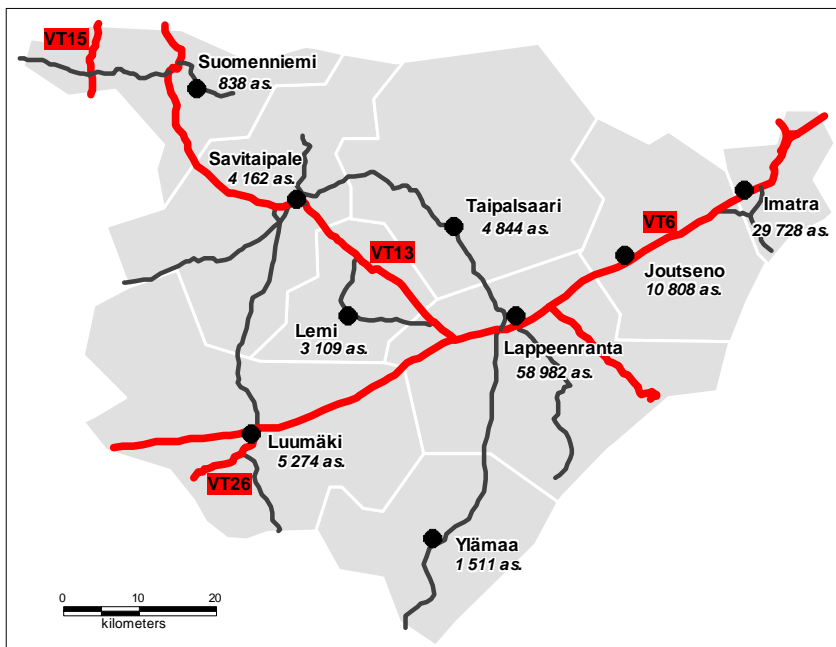 VT15
Suomenniemi
838 as.
Savitaipale
4 162 as.
Taipalsaari
4 844 as.
Imatra
29 728 as.
VT6
VT13
Joutseno
10 808 as.
Lemi
3 109 as.
Lappeenranta
58 982 as.
Luumäki
5 274 as.
VT26
Ylämaa
1 511 as.
0 10 20
kilometers